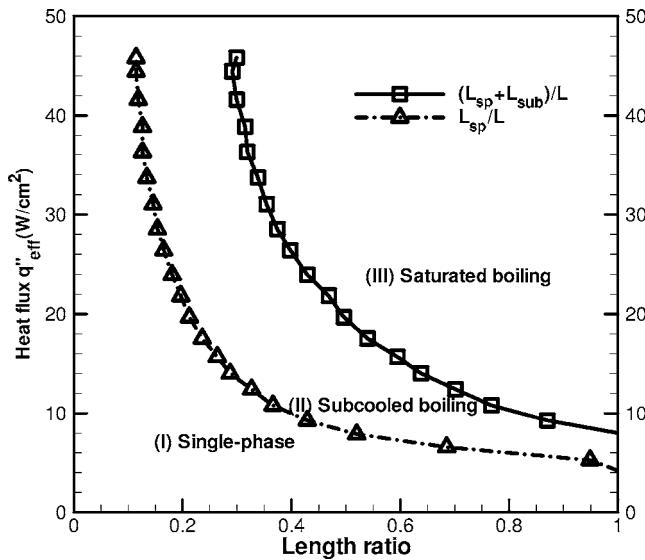 50 50
(Lsp+Lsub)/L
Lsp/L
40 40
30 30
Heat flux q"eff(W/cm2)
(III) Saturated boiling
20 20
10 (II) Subcooled boiling 10
(I) Single-phase
0 0
0 0.2 0.4 0.6 0.8 1
Length ratio